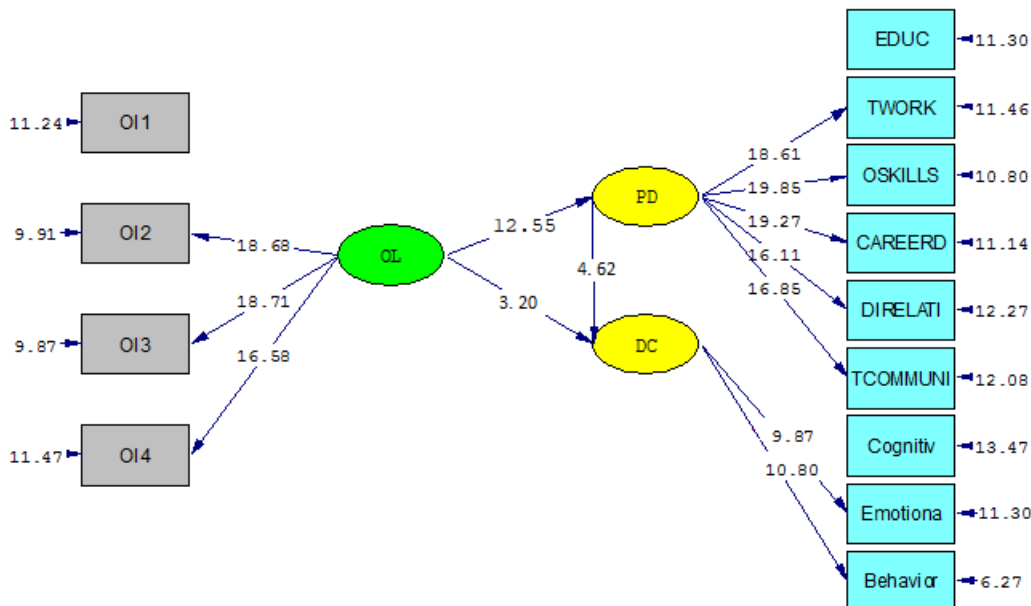 EDUC
11.30
TWORK
11.46
11.24
OI1
18.61
OSKILLS
10.80
19.85
PD
19.27
12.55
CAREERD
11.14
9.91
OI2
18.68
OL
16.11
4.62
16.85
DIRELATI
12.27
18.71
3.20
9.87
OI3
DC
16.58
TCOMMUNI
12.08
9.87
Cognitiv
13.47
11.47
OI4
10.80
Emotiona
11.30
Behavior
6.27